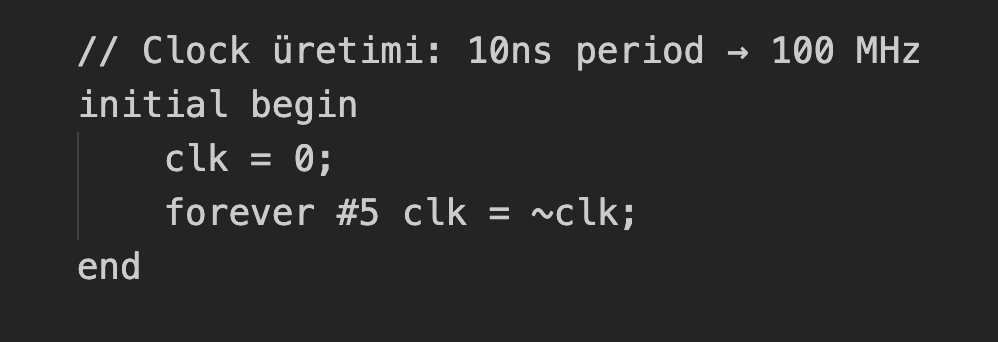 // Clock üretimi: 10ns period → 100 MHz
initial begin
    clk = 0;
    forever #5 clk = ~clk;
end